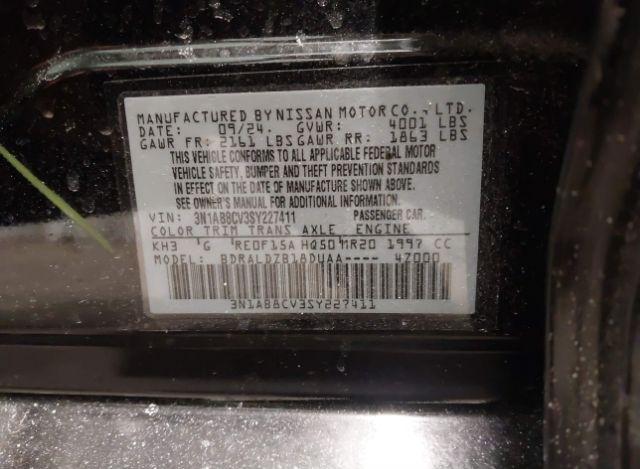 MANUFACTURED BY NISSAN MOTOR CO., LTD.
DATE: 09/24. GVWR: 4001 LBS
GAWR FR: 2161 LBS GAWR RR: 1863 LBS
THIS VEHICLE CONFORMS TO ALL APPLICABLE FEDERAL MOTOR
VEHICLE SAFETY, BUMPER AND THEFT PREVENTION STANDARDS
IN EFFECT ON THE DATE OF MANUFACTURE SHOWN ABOVE.
SEE OWNER'S MANUAL FOR ADDITIONAL INFORMATION.
VIN: 3N1AB8CV3SY227411 PASSENGER CAR.
COLOR TRIM TRANS AXLE ENGINE
KH3 G RE0F15A HQ50 MR20 1997 CC
MODEL: BDRALDZB18DUAA---- 47000
3N1AB8CV3SY227411